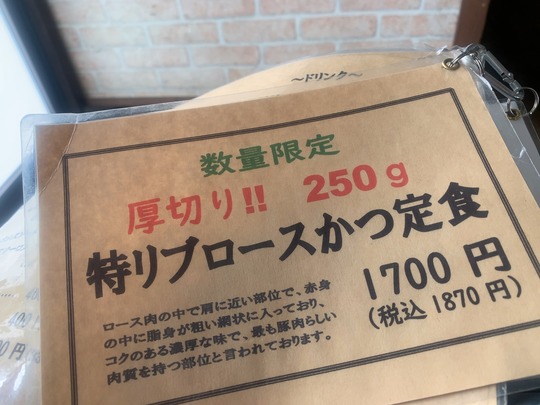 ～ドリンク～
数量限定
厚切り!! 250g
特リブロースかつ定食
1700円
(税込1870円)
ロース肉の中で肩に近い部位で、赤身
の中に脂身が粗い網状に入っており、
コクのある濃厚な味で、最も豚肉らしい
肉質を持つ部位と言われております。